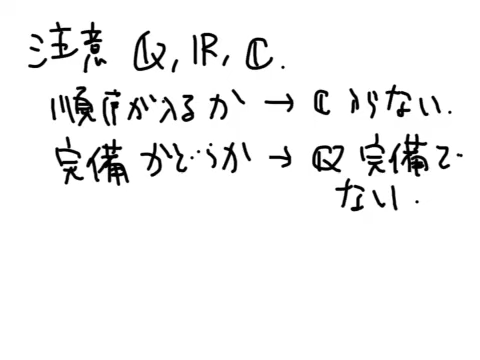 注意 ℚ, ℝ, ℂ.
順序が入るか → ℂ 入らない.
完備かどうか → ℚ 完備で
ない.